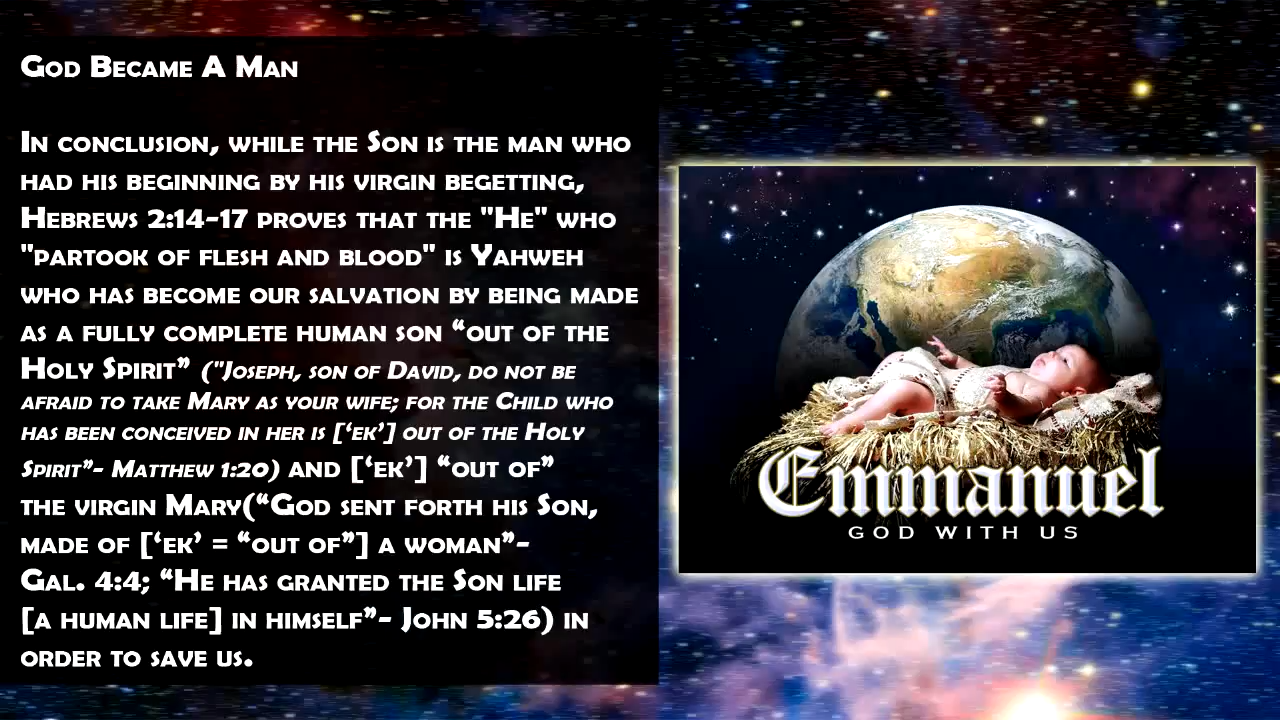 God Became A Man
In conclusion, while the Son is the man who
had his beginning by his virgin begetting,
Hebrews 2:14-17 proves that the "He" who
"partook of flesh and blood" is Yahweh
who has become our salvation by being made
as a fully complete human son “out of the
Holy Spirit” ("Joseph, son of David, do not be
afraid to take Mary as your wife; for the Child who
has been conceived in her is [‘ek’] out of the Holy
Spirit”- Matthew 1:20) and [‘ek’] “out of”
the virgin Mary(“God sent forth his Son,
made of [‘ek’ = “out of”] a woman”-
Gal. 4:4; “He has granted the Son life
[a human life] in himself”- John 5:26) in
order to save us.
Emmanuel
GOD WITH US